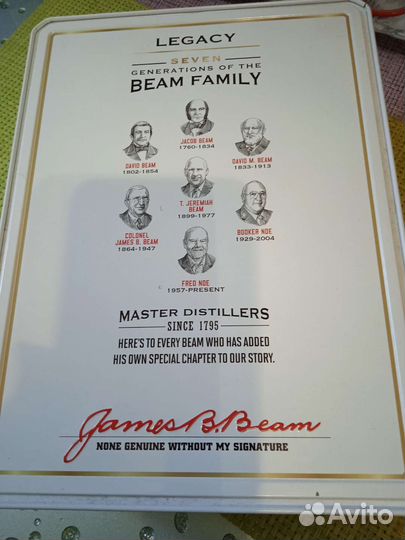 LEGACY
SEVEN
GENERATIONS OF THE
BEAM FAMILY
JACOB BEAM
1760-1834
DAVID BEAM
1802-1854
DAVID M. BEAM
1833-1913
T. JEREMIAH
BEAM
1899-1977
COLONEL
JAMES B. BEAM
1864-1947
BOOKER NOE
1929-2004
FRED NOE
1957-PRESENT
MASTER DISTILLERS
SINCE 1795
HERE'S TO EVERY BEAM WHO HAS ADDED
HIS OWN SPECIAL CHAPTER TO OUR STORY.
James B. Beam
NONE GENUINE WITHOUT MY SIGNATURE
Avito